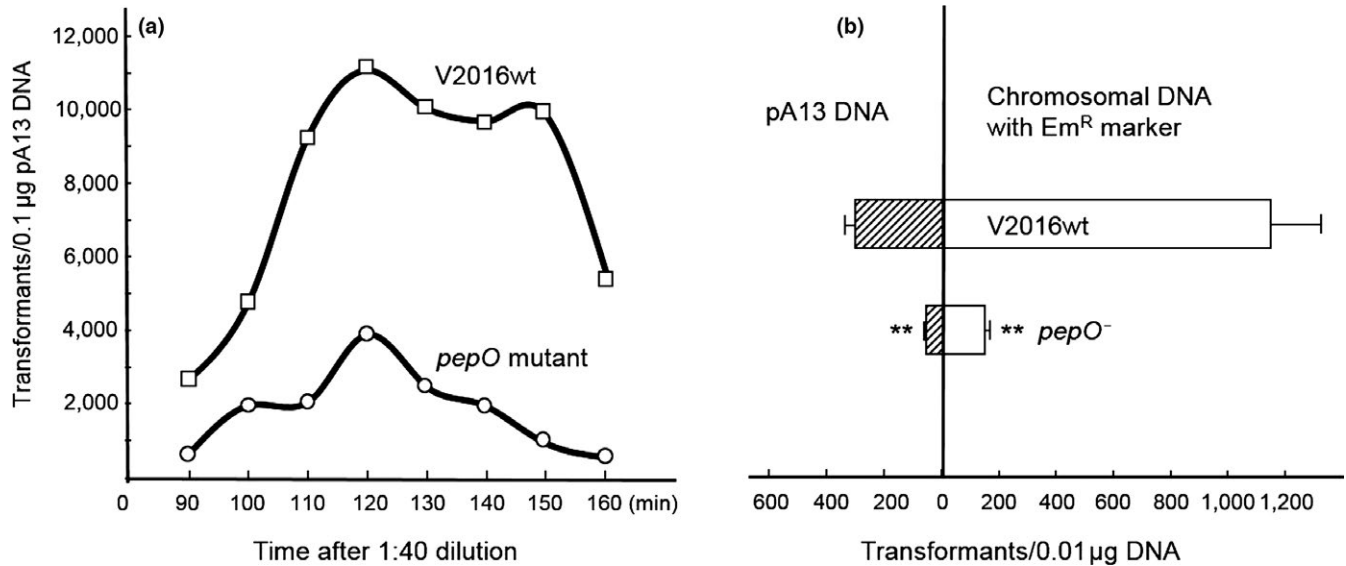 (a)
Transformants/0.1 µg pA13 DNA
12,000
10,000
8,000
6,000
4,000
2,000
V2016wt
pepO mutant
0 90 100 110 120 130 140 150 160 (min)
Time after 1:40 dilution
(b)
pA13 DNA
Chromosomal DNA
with Emᴿ marker
V2016wt
** ** pepO⁻
600 400 200 0 200 400 600 800 1,000 1,200
Transformants/0.01 µg DNA